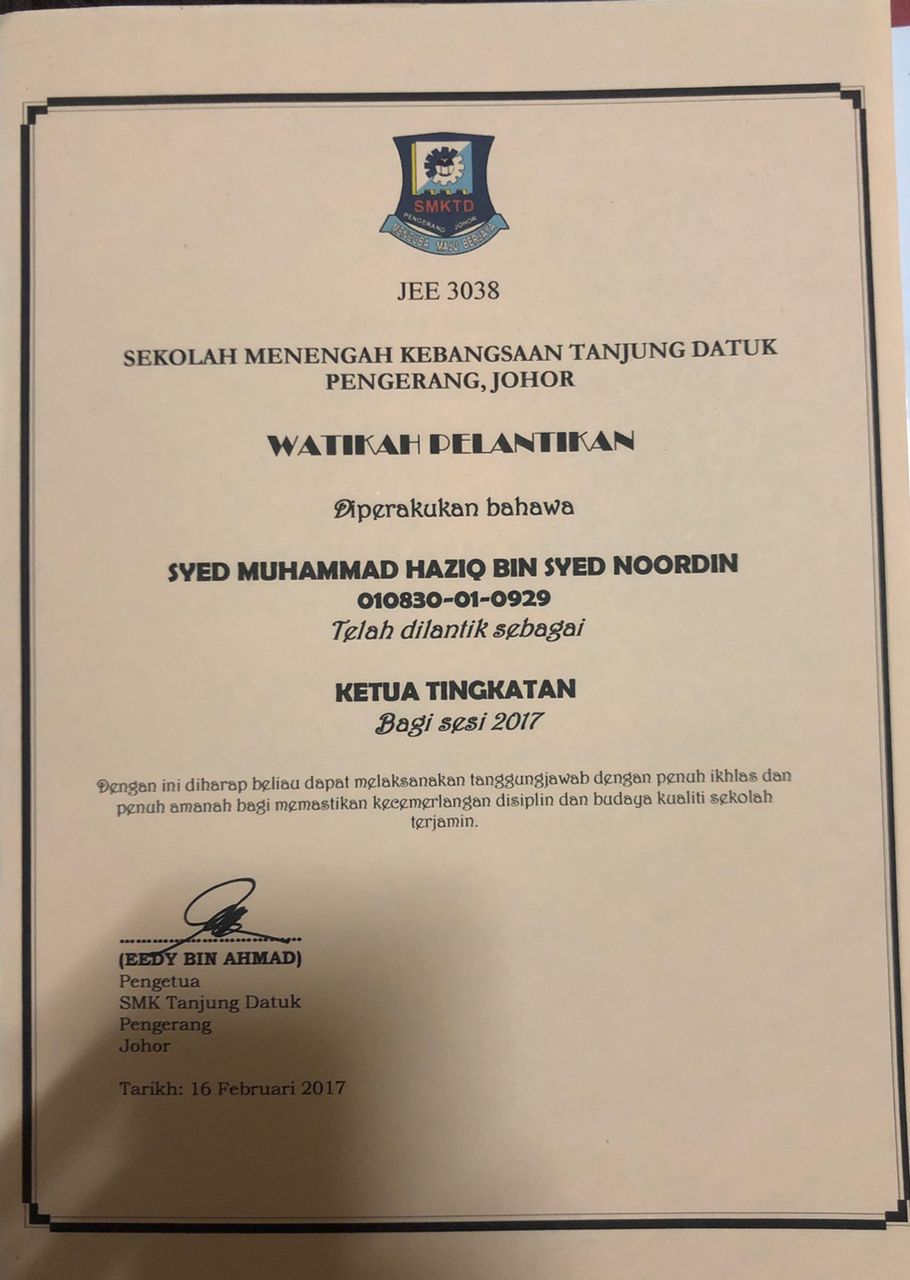 SMKTD
PENGERANG JOHOR
MENCUBA MAJU BERJAYA
JEE 3038
SEKOLAH MENENGAH KEBANGSAAN TANJUNG DATUK
PENGERANG, JOHOR
WATIKAH PELANTIKAN
Diperakukan bahawa
SYED MUHAMMAD HAZIQ BIN SYED NOORDIN
010830-01-0929
Telah dilantik sebagai
KETUA TINGKATAN
Bagi sesi 2017
Dengan ini diharap beliau dapat melaksanakan tanggungjawab dengan penuh ikhlas dan
penuh amanah bagi memastikan kecemerlangan disiplin dan budaya kualiti sekolah
terjamin.
(EEDY BIN AHMAD)
Pengetua
SMK Tanjung Datuk
Pengerang
Johor
Tarikh: 16 Februari 2017